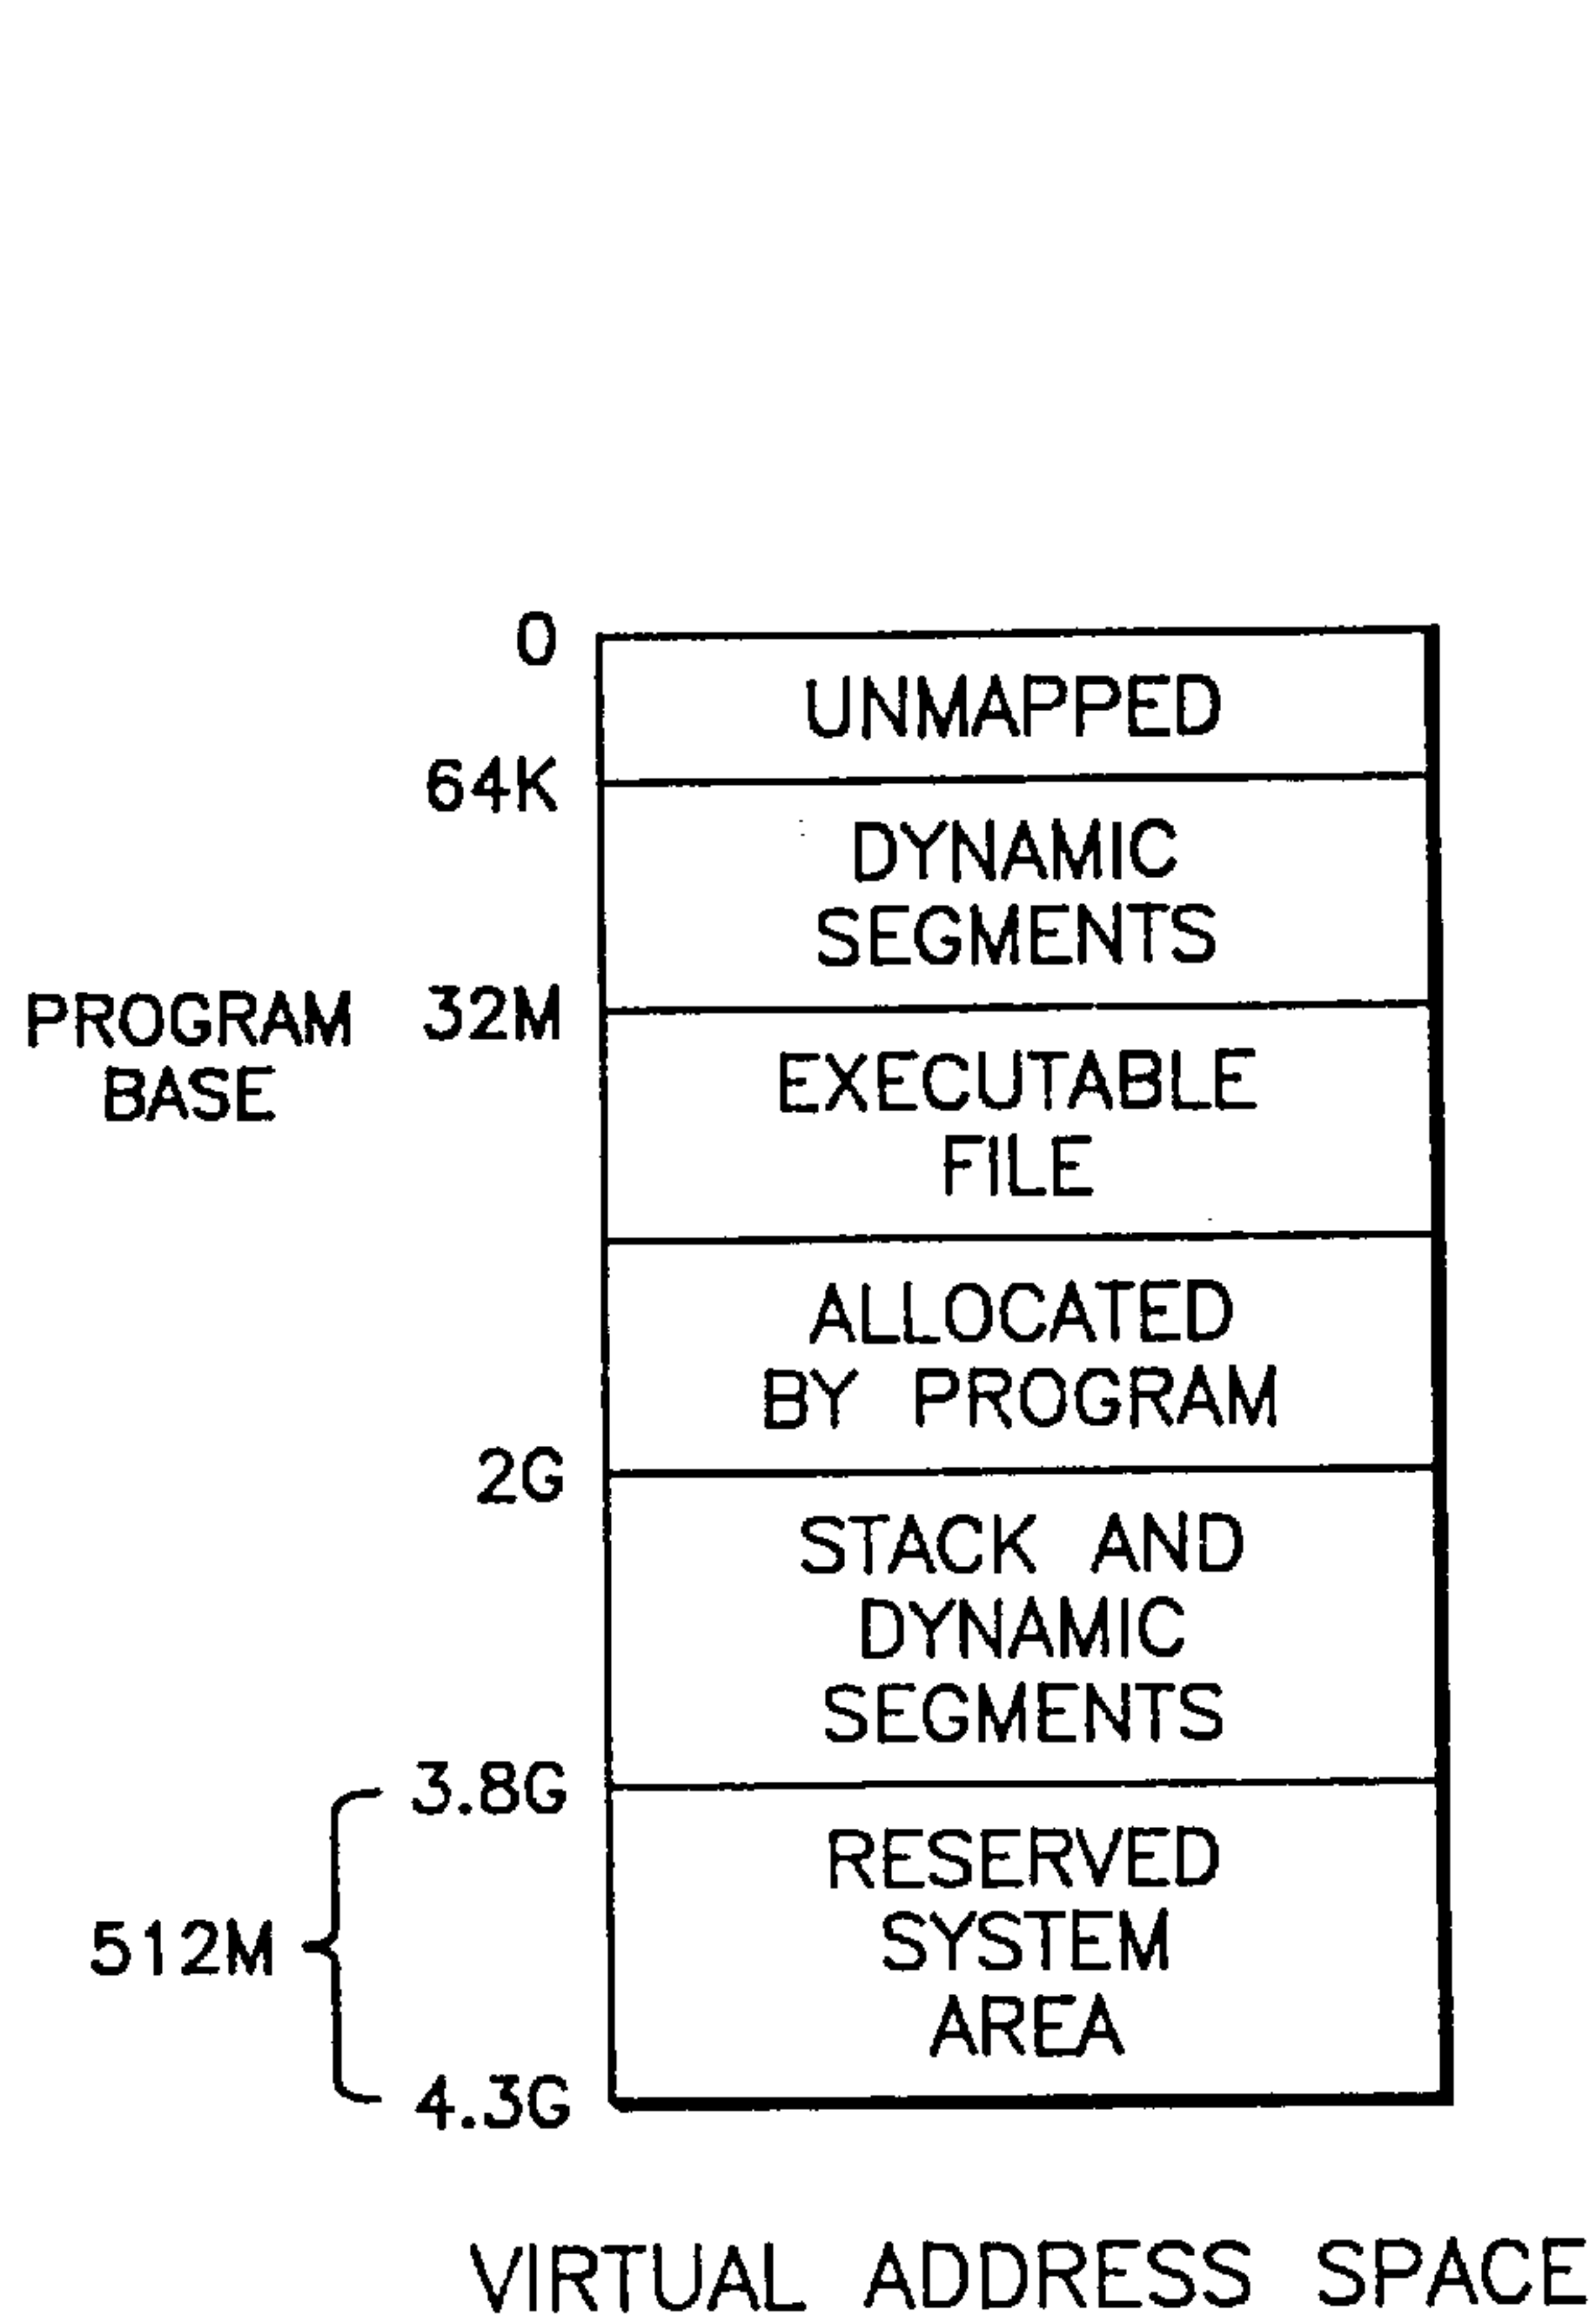 0
UNMAPPED
64K
DYNAMIC
SEGMENTS
PROGRAM
BASE
32M
EXECUTABLE
FILE
ALLOCATED
BY PROGRAM
2G
STACK AND
DYNAMIC
SEGMENTS
3.8G
RESERVED
SYSTEM
AREA
512M
4.3G
VIRTUAL ADDRESS SPACE